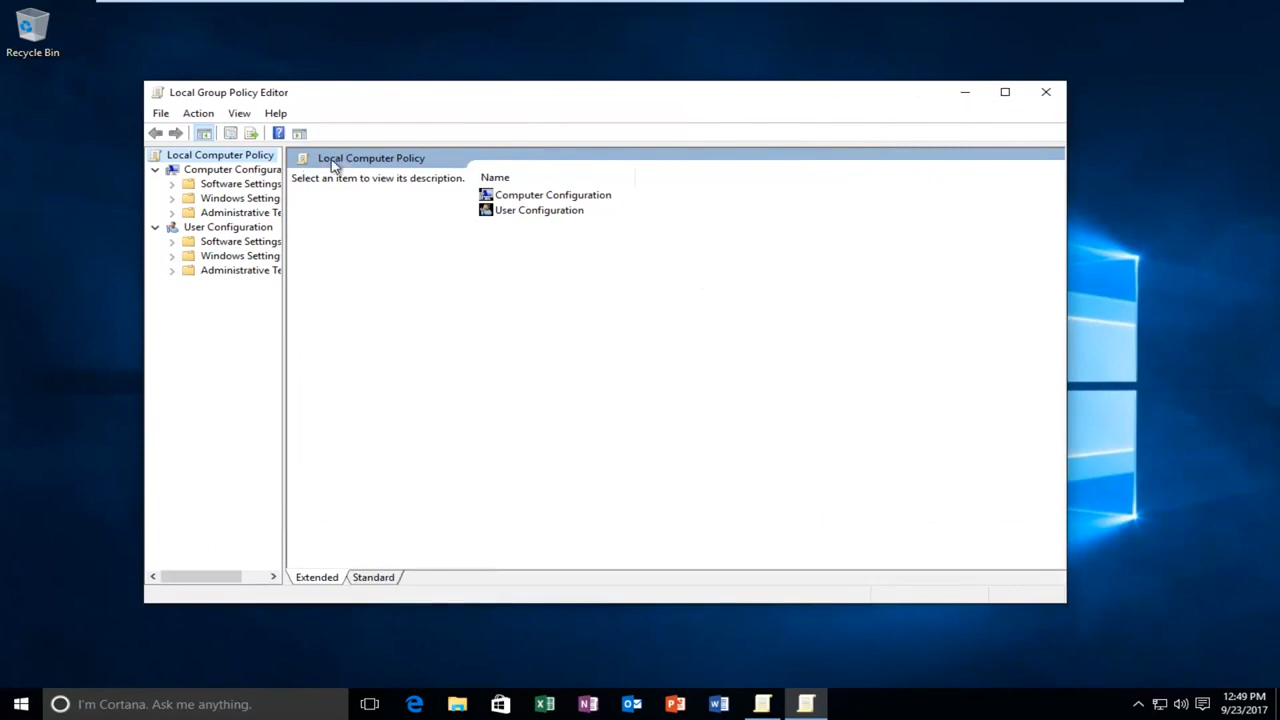 Recycle Bin
Local Group Policy Editor
File Action View Help
Local Computer Policy
Computer Configura
Software Settings
Windows Setting
Administrative Te
User Configuration
Software Settings
Windows Setting
Administrative Te
Local Computer Policy
Select an item to view its description.
Name
Computer Configuration
User Configuration
Extended Standard
I'm Cortana. Ask me anything.
12:49 PM
9/23/2017